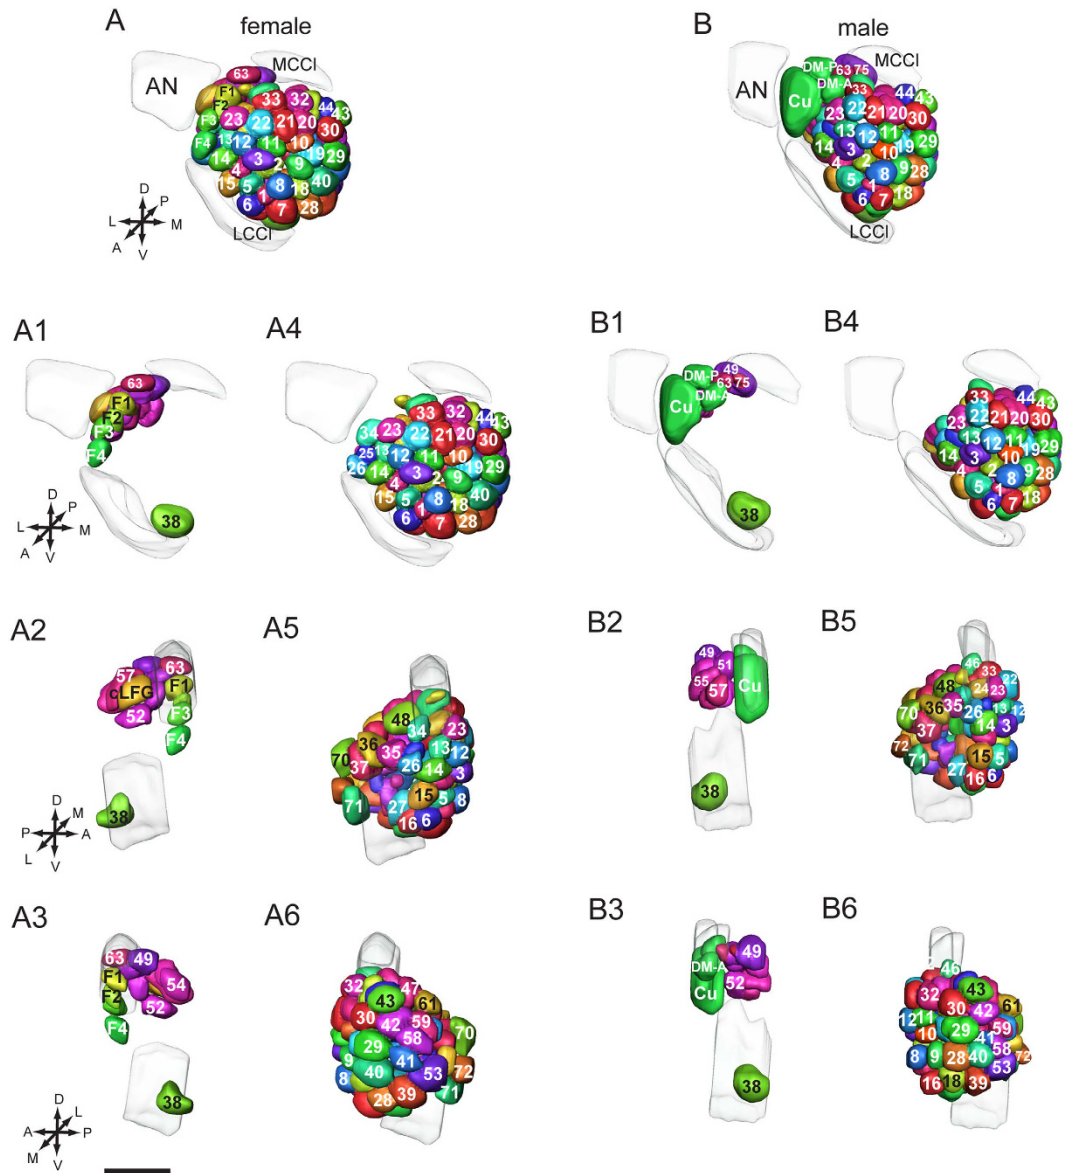 A female B male
AN 63 MCCl F1 F2 F3 F4 33 32 44 43 23 22 21 20 30 13 12 11 10 14 3 9 19 29 4 2 15 5 8 18 40 6 1 7 28 LCCl
AN Cu DM-P DM-A 63 75 33 MCCl 44 43 23 22 21 20 30 13 12 11 14 3 10 19 29 4 2 8 9 28 5 1 18 6 7 LCCl
D P L M A V
A1 A4 B1 B4
63 F1 F2 F3 F4 38
33 32 44 43 34 23 22 21 20 30 25 13 12 11 10 26 14 3 9 19 29 4 2 15 5 8 18 40 6 1 7 28
49 DM-P 63 75 DM-A Cu 38
33 44 43 23 22 21 20 30 13 12 11 19 29 14 3 10 4 2 9 28 5 8 1 18 6 7
D P L M A V
A2 A5 B2 B5
57 63 cLFG F1 52 F3 F4 38
48 34 23 36 35 13 12 70 37 26 14 3 15 5 8 71 27 16 6
49 51 55 57 Cu 38
46 33 22 48 24 23 36 35 26 13 12 70 14 3 37 72 71 15 5 27 16 6
D M P A L V
A3 A6 B3 B6
63 49 F1 F2 54 52 F4 38
32 47 43 61 30 42 59 70 58 29 9 41 8 40 53 72 71 28 39
49 DM-A Cu 52 38
46 32 43 30 42 61 12 11 59 10 29 41 58 8 9 28 40 72 53 16 18 39
D L A P M V